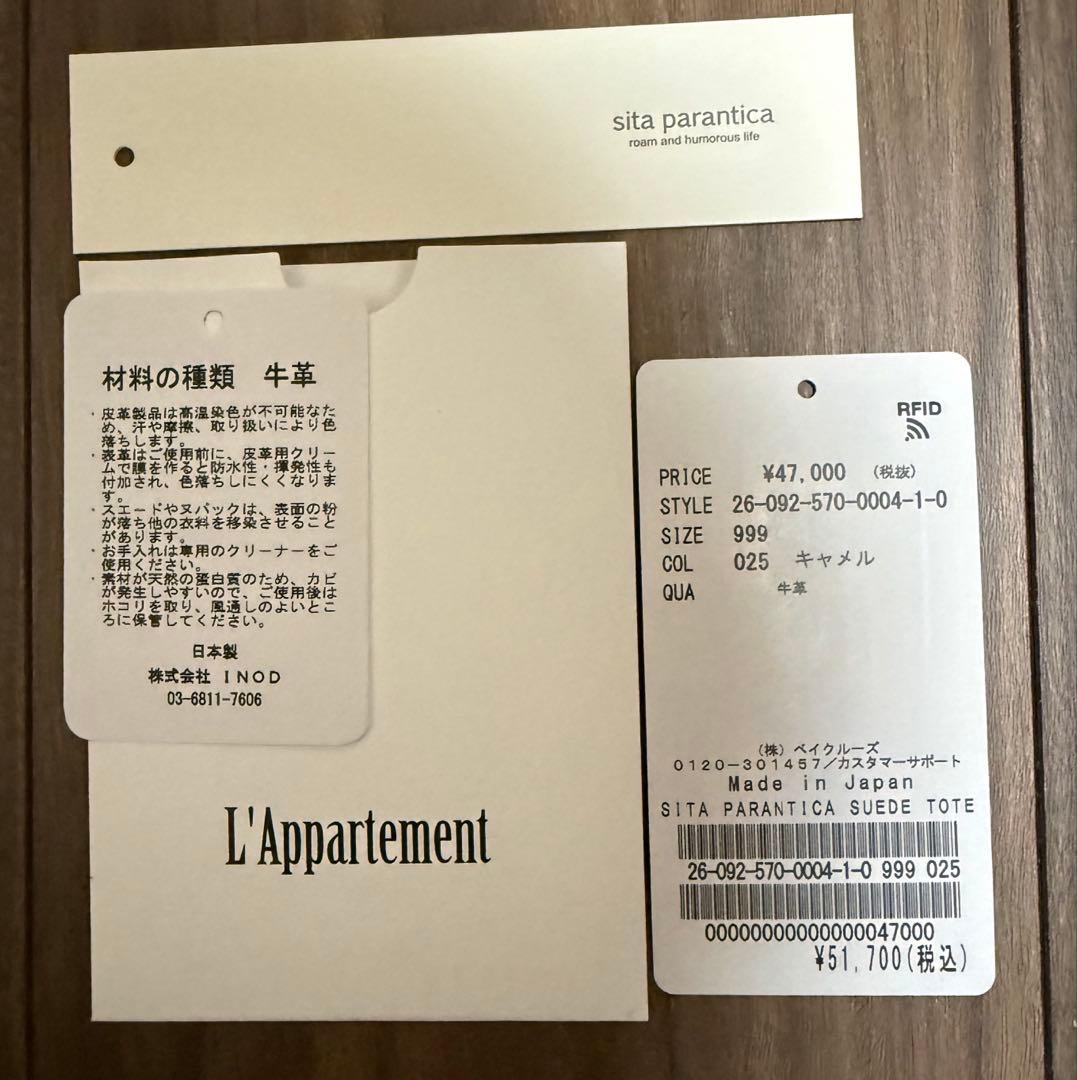 sita parantica
roam and humorous life
材料の種類 牛革
・皮革製品は高温染色が不可能なた
め、汗や摩擦、取り扱いにより色
落ちします。
・表革はご使用前に、皮革用クリー
ムで膜を作ると防水性・揮発性も
付加され、色落ちしにくくなりま
す。
・スエードやヌバックは、表面の粉
が落ち他の衣料を移染させること
があります。
・お手入れは専用のクリーナーをご
使用ください。
・素材が天然の蛋白質のため、カビ
が発生しやすいので、ご使用後は
ホコリを取り、風通しのよいとこ
ろに保管してください。
日本製
株式会社 INOD
03-6811-7606
L'Appartement
RFID
PRICE ¥47,000 (税抜)
STYLE 26-092-570-0004-1-0
SIZE 999
COL 025 キャメル
QUA 牛革
(株) ベイクルーズ
0120-301457/カスタマーサポート
Made in Japan
SITA PARANTICA SUEDE TOTE
26-092-570-0004-1-0 999 025
00000000000000047000
¥51,700(税込)